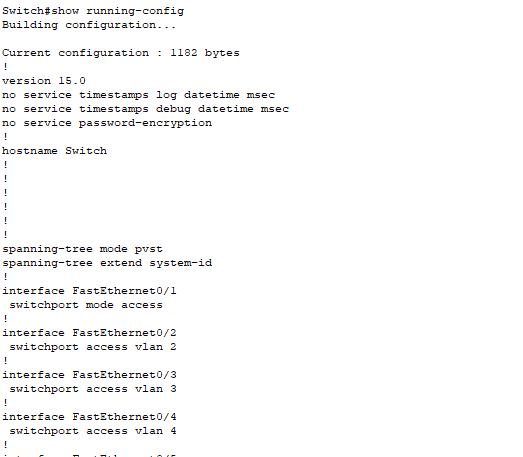 Switch#show running-config
Building configuration...
Current configuration : 1182 bytes
!
version 15.0
no service timestamps log datetime msec
no service timestamps debug datetime msec
no service password-encryption
!
hostname Switch
!
!
!
!
!
!
spanning-tree mode pvst
spanning-tree extend system-id
!
interface FastEthernet0/1
switchport mode access
!
interface FastEthernet0/2
switchport access vlan 2
!
interface FastEthernet0/3
switchport access vlan 3
!
interface FastEthernet0/4
switchport access vlan 4
!